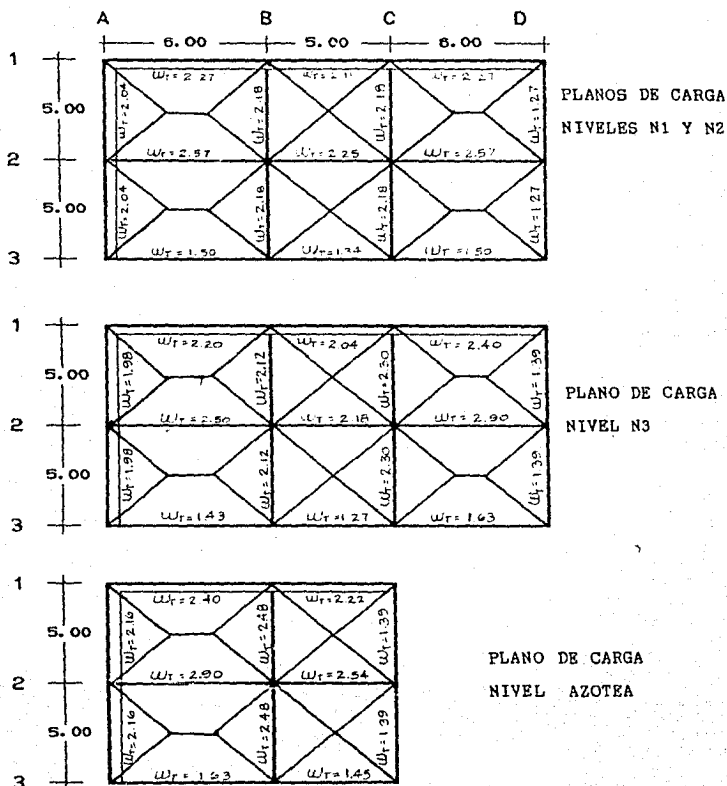 A B C D
6.00 5.00 6.00
1
ωT=2.27 ωT=2.27
ωT=2.04 ωT=2.18 ωT=2.18 ωT=1.27
5.00
PLANOS DE CARGA
NIVELES N1 Y N2
2
ωT=2.57 ωT=2.25 ωT=2.57
ωT=2.04 ωT=2.18 ωT=2.18 ωT=1.27
5.00
3
ωT=1.50 ωT=1.34 ωT=1.50
1
ωT=2.20 ωT=2.04 ωT=2.40
ωT=1.98 ωT=2.12 ωT=2.30 ωT=1.39
5.00
PLANO DE CARGA
NIVEL N3
2
ωT=2.50 ωT=2.18 ωT=2.90
ωT=1.98 ωT=2.12 ωT=2.30 ωT=1.39
5.00
3
ωT=1.43 ωT=1.27 ωT=1.63
1
ωT=2.40 ωT=2.22
ωT=2.16 ωT=2.48 ωT=1.39
5.00
PLANO DE CARGA
NIVEL AZOTEA
2
ωT=2.90 ωT=2.54
ωT=2.16 ωT=2.48 ωT=1.39
5.00
3
ωT=1.63 ωT=1.45